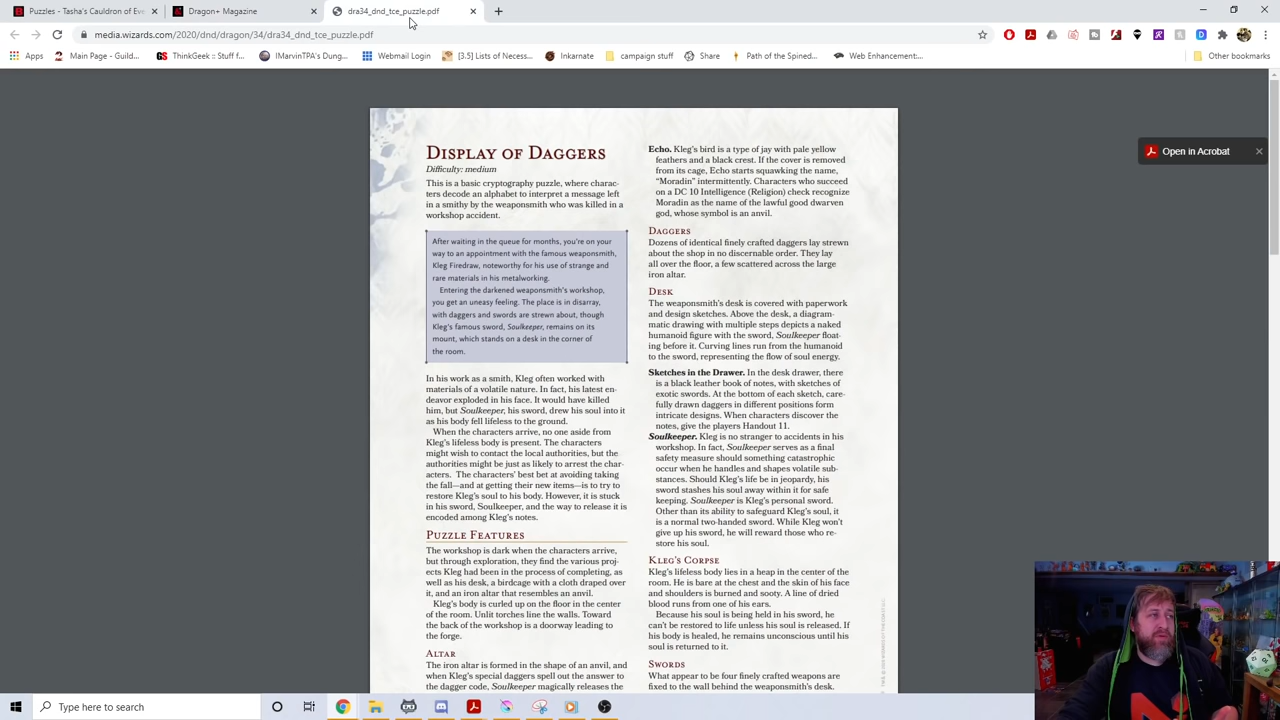 Puzzles - Tasha's Cauldron of Eve
Dragon+ Magazine
dra34_dnd_tce_puzzle.pdf
media.wizards.com/2020/dnd/dragon/34/dra34_dnd_tce_puzzle.pdf
Apps
Main Page - Guild...
ThinkGeek :: Stuff f...
IMarvinTPA's Dung...
Webmail Login
[3.5] Lists of Necess...
Inkarnate
campaign stuff
Share
Path of the Spined...
Web Enhancement:...
Other bookmarks
Open in Acrobat
Display of Daggers
Difficulty: medium
This is a basic cryptography puzzle, where charac-
ters decode an alphabet to interpret a message left
in a smithy by the weaponsmith who was killed in a
workshop accident.
After waiting in the queue for months, you're on your
way to an appointment with the famous weaponsmith,
Kleg Firedraw, noteworthy for his use of strange and
rare materials in his metalworking.
Entering the darkened weaponsmith's workshop,
you get an uneasy feeling. The place is in disarray,
with daggers and swords are strewn about, though
Kleg's famous sword, Soulkeeper, remains on its
mount, which stands on a desk in the corner of
the room.
In his work as a smith, Kleg often worked with
materials of a volatile nature. In fact, his latest en-
deavor exploded in his face. It would have killed
him, but Soulkeeper, his sword, drew his soul into it
as his body fell lifeless to the ground.
When the characters arrive, no one aside from
Kleg's lifeless body is present. The characters
might wish to contact the local authorities, but the
authorities might be just as likely to arrest the char-
acters. The characters' best bet at avoiding taking
the fall—and at getting their new items—is to try to
restore Kleg's soul to his body. However, it is stuck
in his sword, Soulkeeper, and the way to release it is
encoded among Kleg's notes.
Puzzle Features
The workshop is dark when the characters arrive,
but through exploration, they find the various proj-
ects Kleg had been in the process of completing, as
well as his desk, a birdcage with a cloth draped over
it, and an iron altar that resembles an anvil.
Kleg's body is curled up on the floor in the center
of the room. Unlit torches line the walls. Toward
the back of the workshop is a doorway leading to
the forge.
Altar
The iron altar is formed in the shape of an anvil, and
when Kleg's special daggers spell out the answer to
the dagger code, Soulkeeper magically releases the
Echo. Kleg's bird is a type of jay with pale yellow
feathers and a black crest. If the cover is removed
from its cage, Echo starts squawking the name,
"Moradin" intermittently. Characters who succeed
on a DC 10 Intelligence (Religion) check recognize
Moradin as the name of the lawful good dwarven
god, whose symbol is an anvil.
Daggers
Dozens of identical finely crafted daggers lay strewn
about the shop in no discernable order. They lay
all over the floor, a few scattered across the large
iron altar.
Desk
The weaponsmith's desk is covered with paperwork
and design sketches. Above the desk, a diagram-
matic drawing with multiple steps depicts a naked
humanoid figure with the sword, Soulkeeper float-
ing before it. Curving lines run from the humanoid
to the sword, representing the flow of soul energy.
Sketches in the Drawer. In the desk drawer, there
is a black leather book of notes, with sketches of
exotic swords. At the bottom of each sketch, care-
fully drawn daggers in different positions form
intricate designs. When characters discover the
notes, give the players Handout 11.
Soulkeeper. Kleg is no stranger to accidents in his
workshop. In fact, Soulkeeper serves as a final
safety measure should something catastrophic
occur when he handles and shapes volatile sub-
stances. Should Kleg's life be in jeopardy, his
sword stashes his soul away within it for safe
keeping. Soulkeeper is Kleg's personal sword.
Other than its ability to safeguard Kleg's soul, it
is a normal two-handed sword. While Kleg won't
give up his sword, he will reward those who re-
store his soul.
Kleg's Corpse
Kleg's lifeless body lies in a heap in the center of the
room. He is bare at the chest and the skin of his face
and shoulders is burned and sooty. A line of dried
blood runs from one of his ears.
Because his soul is being held in his sword, he
can't be restored to life unless his soul is released. If
his body is healed, he remains unconscious until his
soul is returned to it.
Swords
What appear to be four finely crafted weapons are
fixed to the wall behind the weaponsmith's desk.
Type here to search